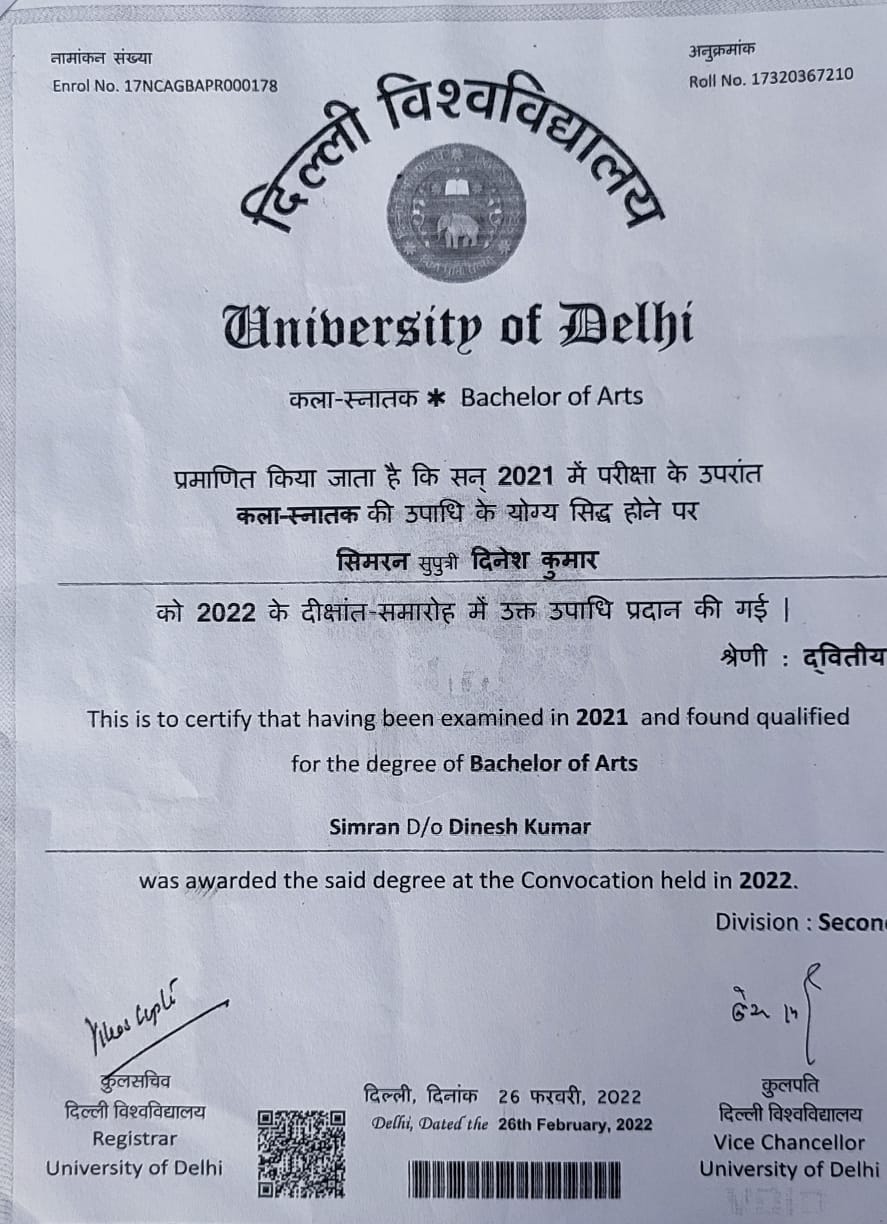 नामांकन संख्या
Enrol No. 17NCAGBAPR000178
अनुक्रमांक
Roll No. 17320367210
दिल्ली विश्वविद्यालय
University of Delhi
कला-स्नातक ✱ Bachelor of Arts
प्रमाणित किया जाता है कि सन् 2021 में परीक्षा के उपरांत
कला-स्नातक की उपाधि के योग्य सिद्ध होने पर
सिमरन सुपुत्री दिनेश कुमार
को 2022 के दीक्षांत-समारोह में उक्त उपाधि प्रदान की गई |
श्रेणी : द्‌वितीय
This is to certify that having been examined in 2021 and found qualified
for the degree of Bachelor of Arts
Simran D/o Dinesh Kumar
was awarded the said degree at the Convocation held in 2022.
Division : Secon
कुलसचिव
दिल्ली विश्वविद्यालय
Registrar
University of Delhi
दिल्ली, दिनांक 26 फरवरी, 2022
Delhi, Dated the 26th February, 2022
कुलपति
दिल्ली विश्वविद्यालय
Vice Chancellor
University of Delhi